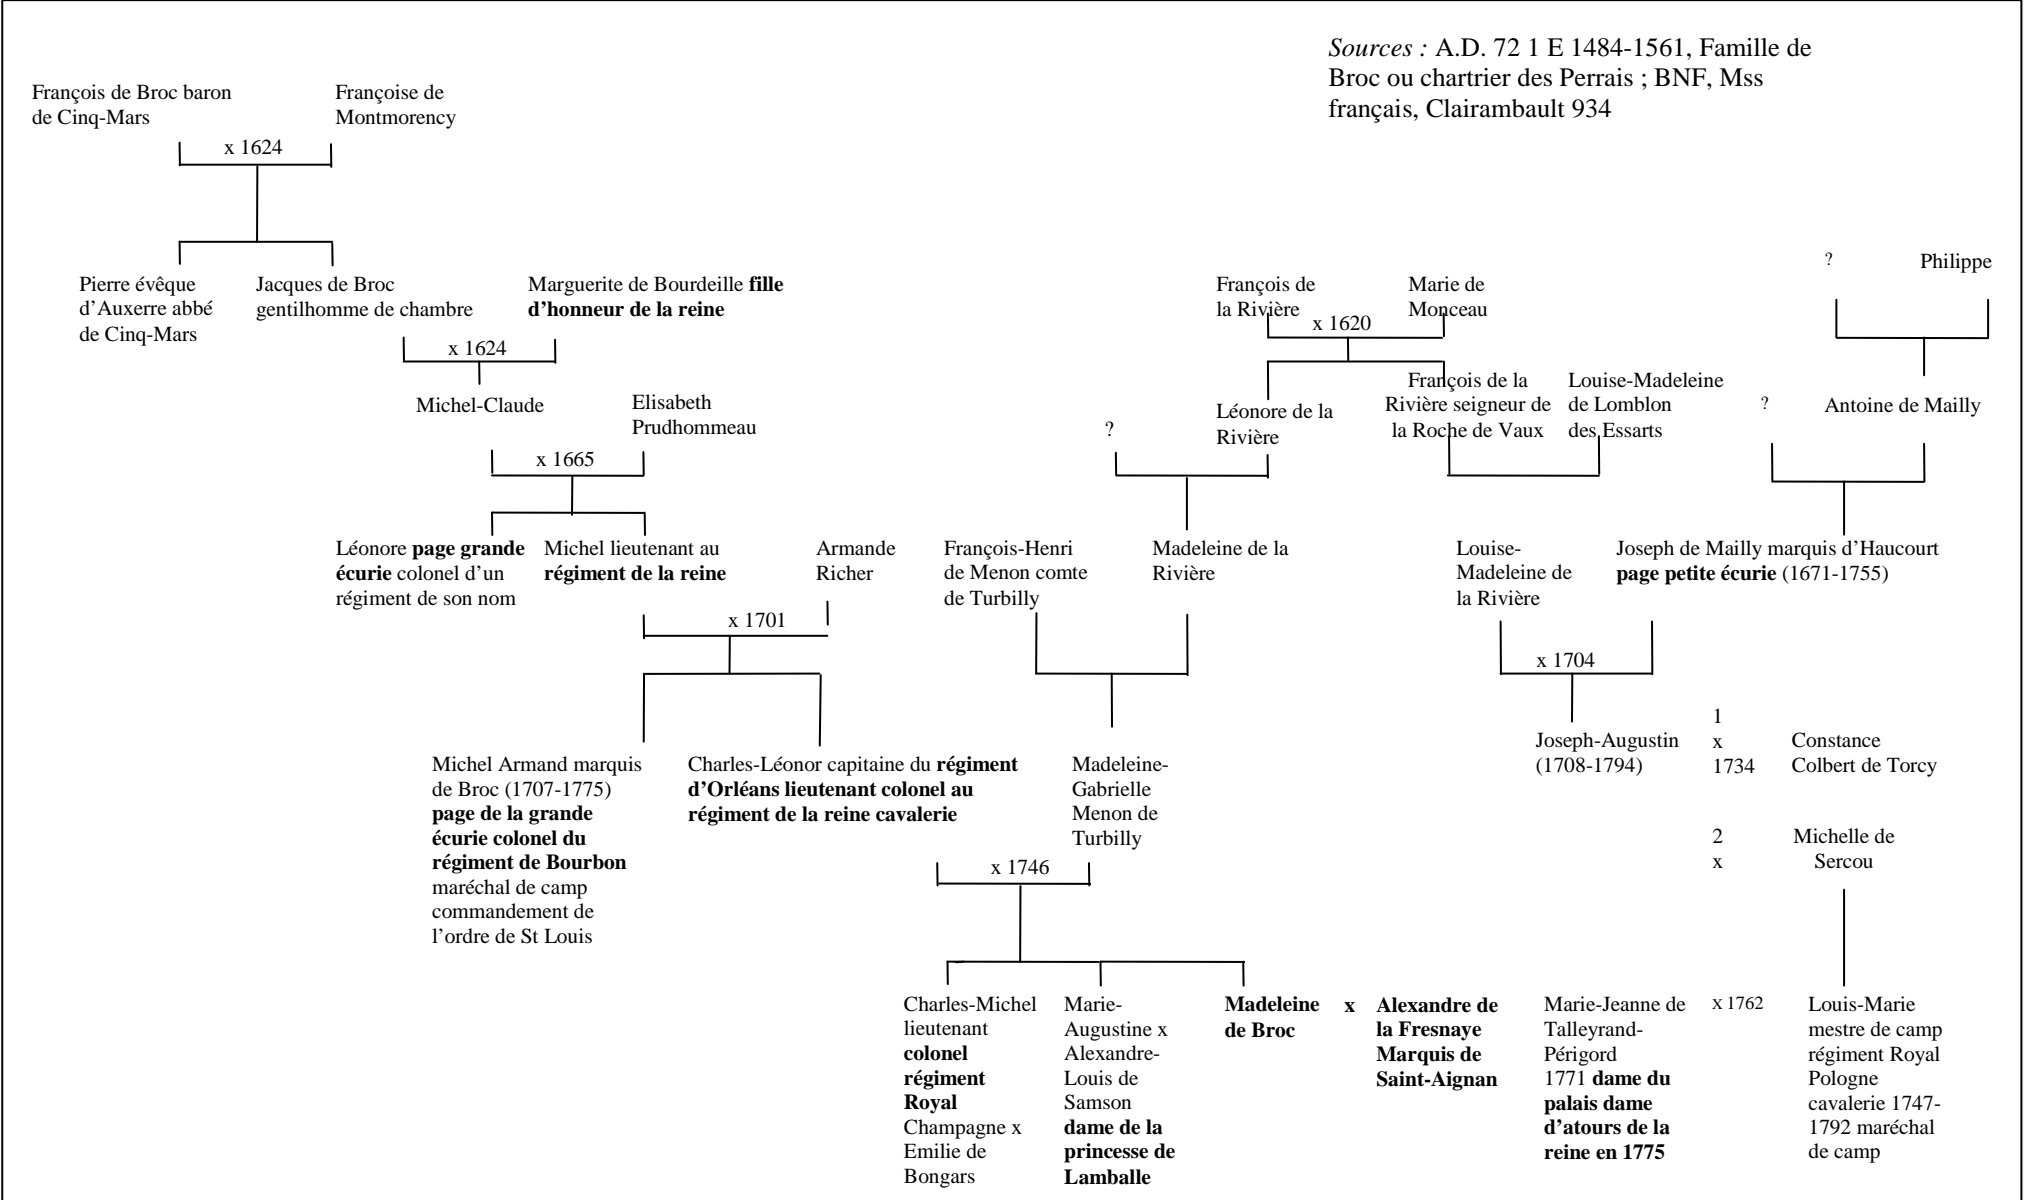 Sources : A.D. 72 1 E 1484-1561, Famille de
Broc ou chartrier des Perrais ; BNF, Mss
français, Clairambault 934
François de Broc baron
de Cinq-Mars
Françoise de
Montmorency
x 1624
Pierre évêque
d’Auxerre abbé
de Cinq-Mars
Jacques de Broc
gentilhomme de chambre
Marguerite de Bourdeille fille
d’honneur de la reine
François de
la Rivière
Marie de
Monceau
?
Philippe
x 1624
x 1620
Michel-Claude
Elisabeth
Prudhommeau
?
Léonore de la
Rivière
François de la
Rivière seigneur de
la Roche de Vaux
Louise-Madeleine
de Lomblon
des Essarts
?
Antoine de Mailly
x 1665
Léonore page grande
écurie colonel d’un
régiment de son nom
Michel lieutenant au
régiment de la reine
Armande
Richer
François-Henri
de Menon comte
de Turbilly
Madeleine de la
Rivière
Louise-
Madeleine de
la Rivière
Joseph de Mailly marquis d’Haucourt
page petite écurie (1671-1755)
x 1701
x 1704
Michel Armand marquis
de Broc (1707-1775)
page de la grande
écurie colonel du
régiment de Bourbon
maréchal de camp
commandement de
l’ordre de St Louis
Charles-Léonor capitaine du régiment
d’Orléans lieutenant colonel au
régiment de la reine cavalerie
Madeleine-
Gabrielle
Menon de
Turbilly
Joseph-Augustin
(1708-1794)
1
x
1734
Constance
Colbert de Torcy
2
x
Michelle de
Sercou
x 1746
Charles-Michel
lieutenant
colonel
régiment
Royal
Champagne x
Emilie de
Bongars
Marie-
Augustine x
Alexandre-
Louis de
Samson
dame de la
princesse de
Lamballe
Madeleine
de Broc
x
Alexandre de
la Fresnaye
Marquis de
Saint-Aignan
Marie-Jeanne de
Talleyrand-
Périgord
1771 dame du
palais dame
d’atours de la
reine en 1775
x 1762
Louis-Marie
mestre de camp
régiment Royal
Pologne
cavalerie 1747-
1792 maréchal
de camp